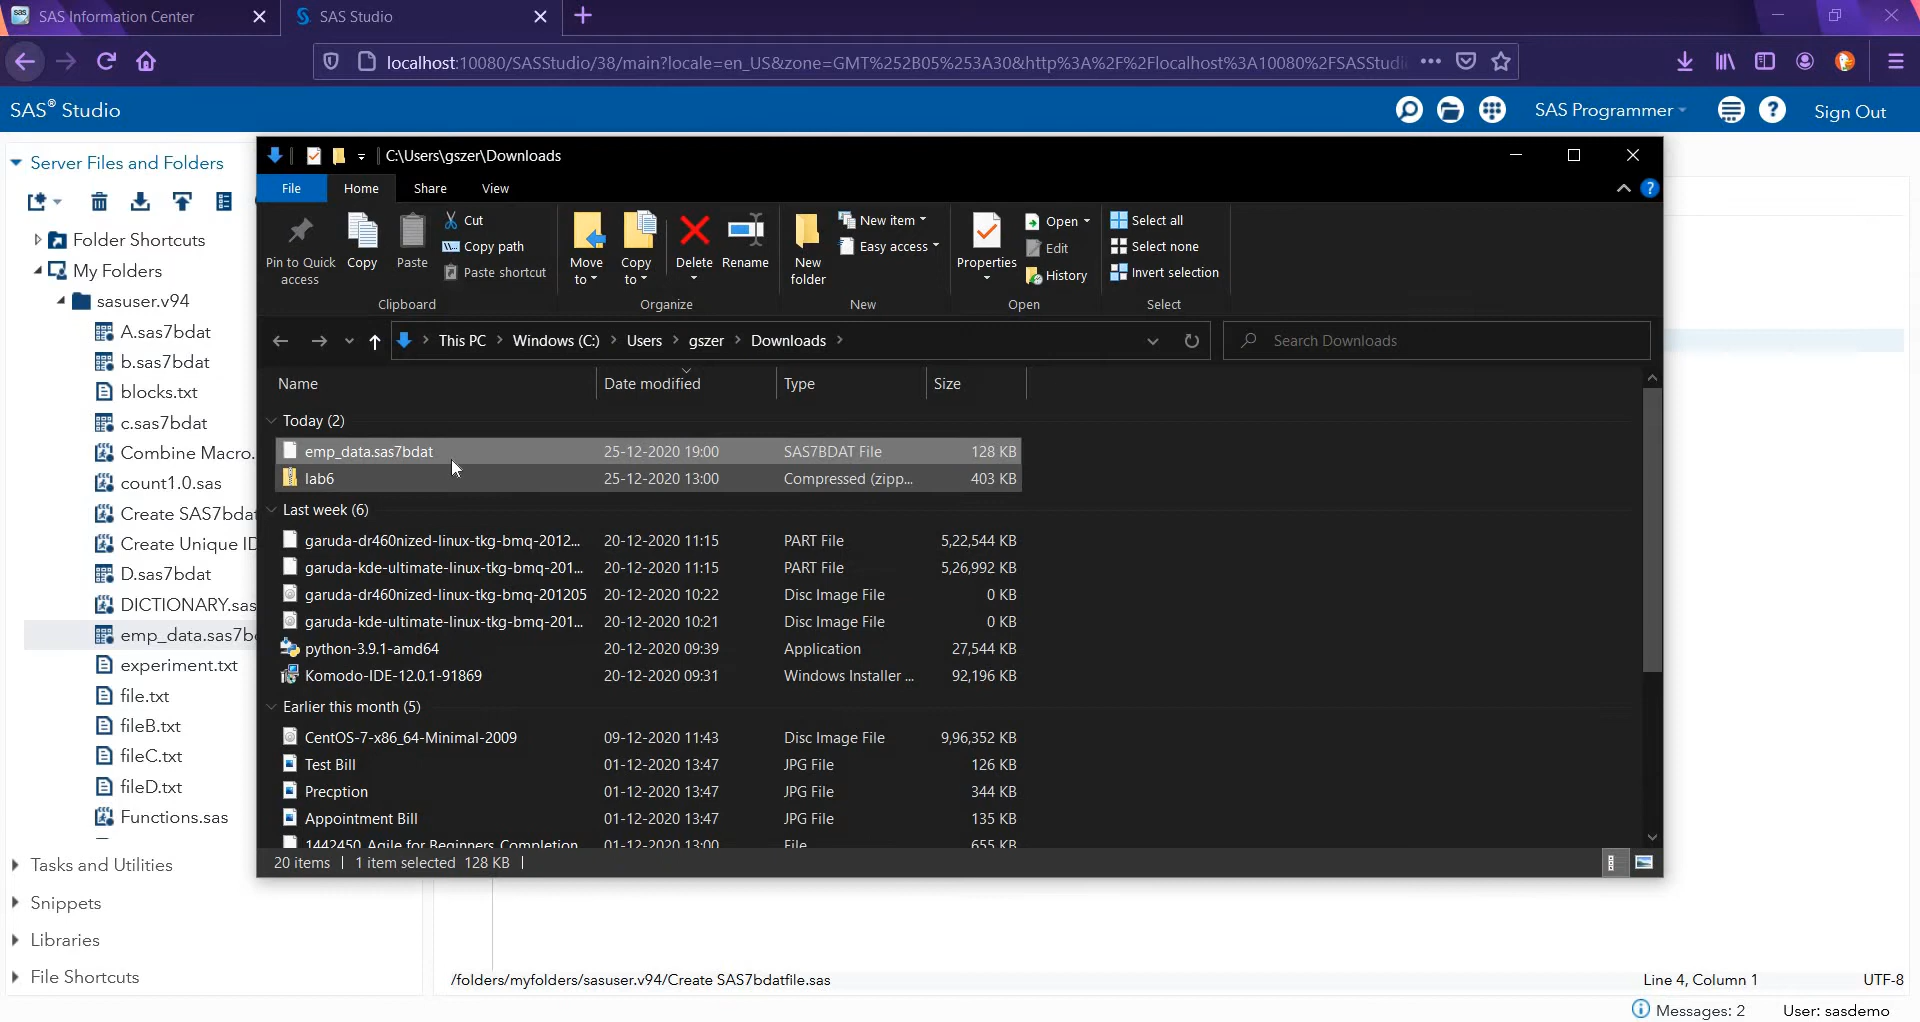 SAS Information Center
SAS Studio
localhost:10080/SASStudio/38/main?locale=en_US&zone=GMT%252B05%253A30&http%3A%2F%2Flocalhost%3A10080%2FSASStudi
SAS® Studio
SAS Programmer
Sign Out
Server Files and Folders
Folder Shortcuts
My Folders
sasuser.v94
A.sas7bdat
b.sas7bdat
blocks.txt
c.sas7bdat
Combine Macro.
count1.0.sas
Create SAS7bdat
Create Unique ID
D.sas7bdat
DICTIONARY.sas
emp_data.sas7b
experiment.txt
file.txt
fileB.txt
fileC.txt
fileD.txt
Functions.sas
Tasks and Utilities
Snippets
Libraries
File Shortcuts
C:\Users\gszer\Downloads
File Home Share View
Pin to Quick access
Copy
Paste
Cut
Copy path
Paste shortcut
Clipboard
Move to
Copy to
Delete
Rename
Organize
New folder
New item
Easy access
New
Properties
Open
Edit
History
Open
Select all
Select none
Invert selection
Select
This PC Windows (C:) Users gszer Downloads
Search Downloads
Name Date modified Type Size
Today (2)
emp_data.sas7bdat 25-12-2020 19:00 SAS7BDAT File 128 KB
lab6 25-12-2020 13:00 Compressed (zipp... 403 KB
Last week (6)
garuda-dr460nized-linux-tkg-bmq-2012... 20-12-2020 11:15 PART File 5,22,544 KB
garuda-kde-ultimate-linux-tkg-bmq-201... 20-12-2020 11:15 PART File 5,26,992 KB
garuda-dr460nized-linux-tkg-bmq-201205 20-12-2020 10:22 Disc Image File 0 KB
garuda-kde-ultimate-linux-tkg-bmq-201... 20-12-2020 10:21 Disc Image File 0 KB
python-3.9.1-amd64 20-12-2020 09:39 Application 27,544 KB
Komodo-IDE-12.0.1-91869 20-12-2020 09:31 Windows Installer ... 92,196 KB
Earlier this month (5)
CentOS-7-x86_64-Minimal-2009 09-12-2020 11:43 Disc Image File 9,96,352 KB
Test Bill 01-12-2020 13:47 JPG File 126 KB
Precption 01-12-2020 13:47 JPG File 344 KB
Appointment Bill 01-12-2020 13:47 JPG File 135 KB
1442450 Agile for Beginners Completion 01-12-2020 13:00 File 655 KB
20 items 1 item selected 128 KB
/folders/myfolders/sasuser.v94/Create SAS7bdatfile.sas
Line 4, Column 1
UTF-8
Messages: 2
User: sasdemo